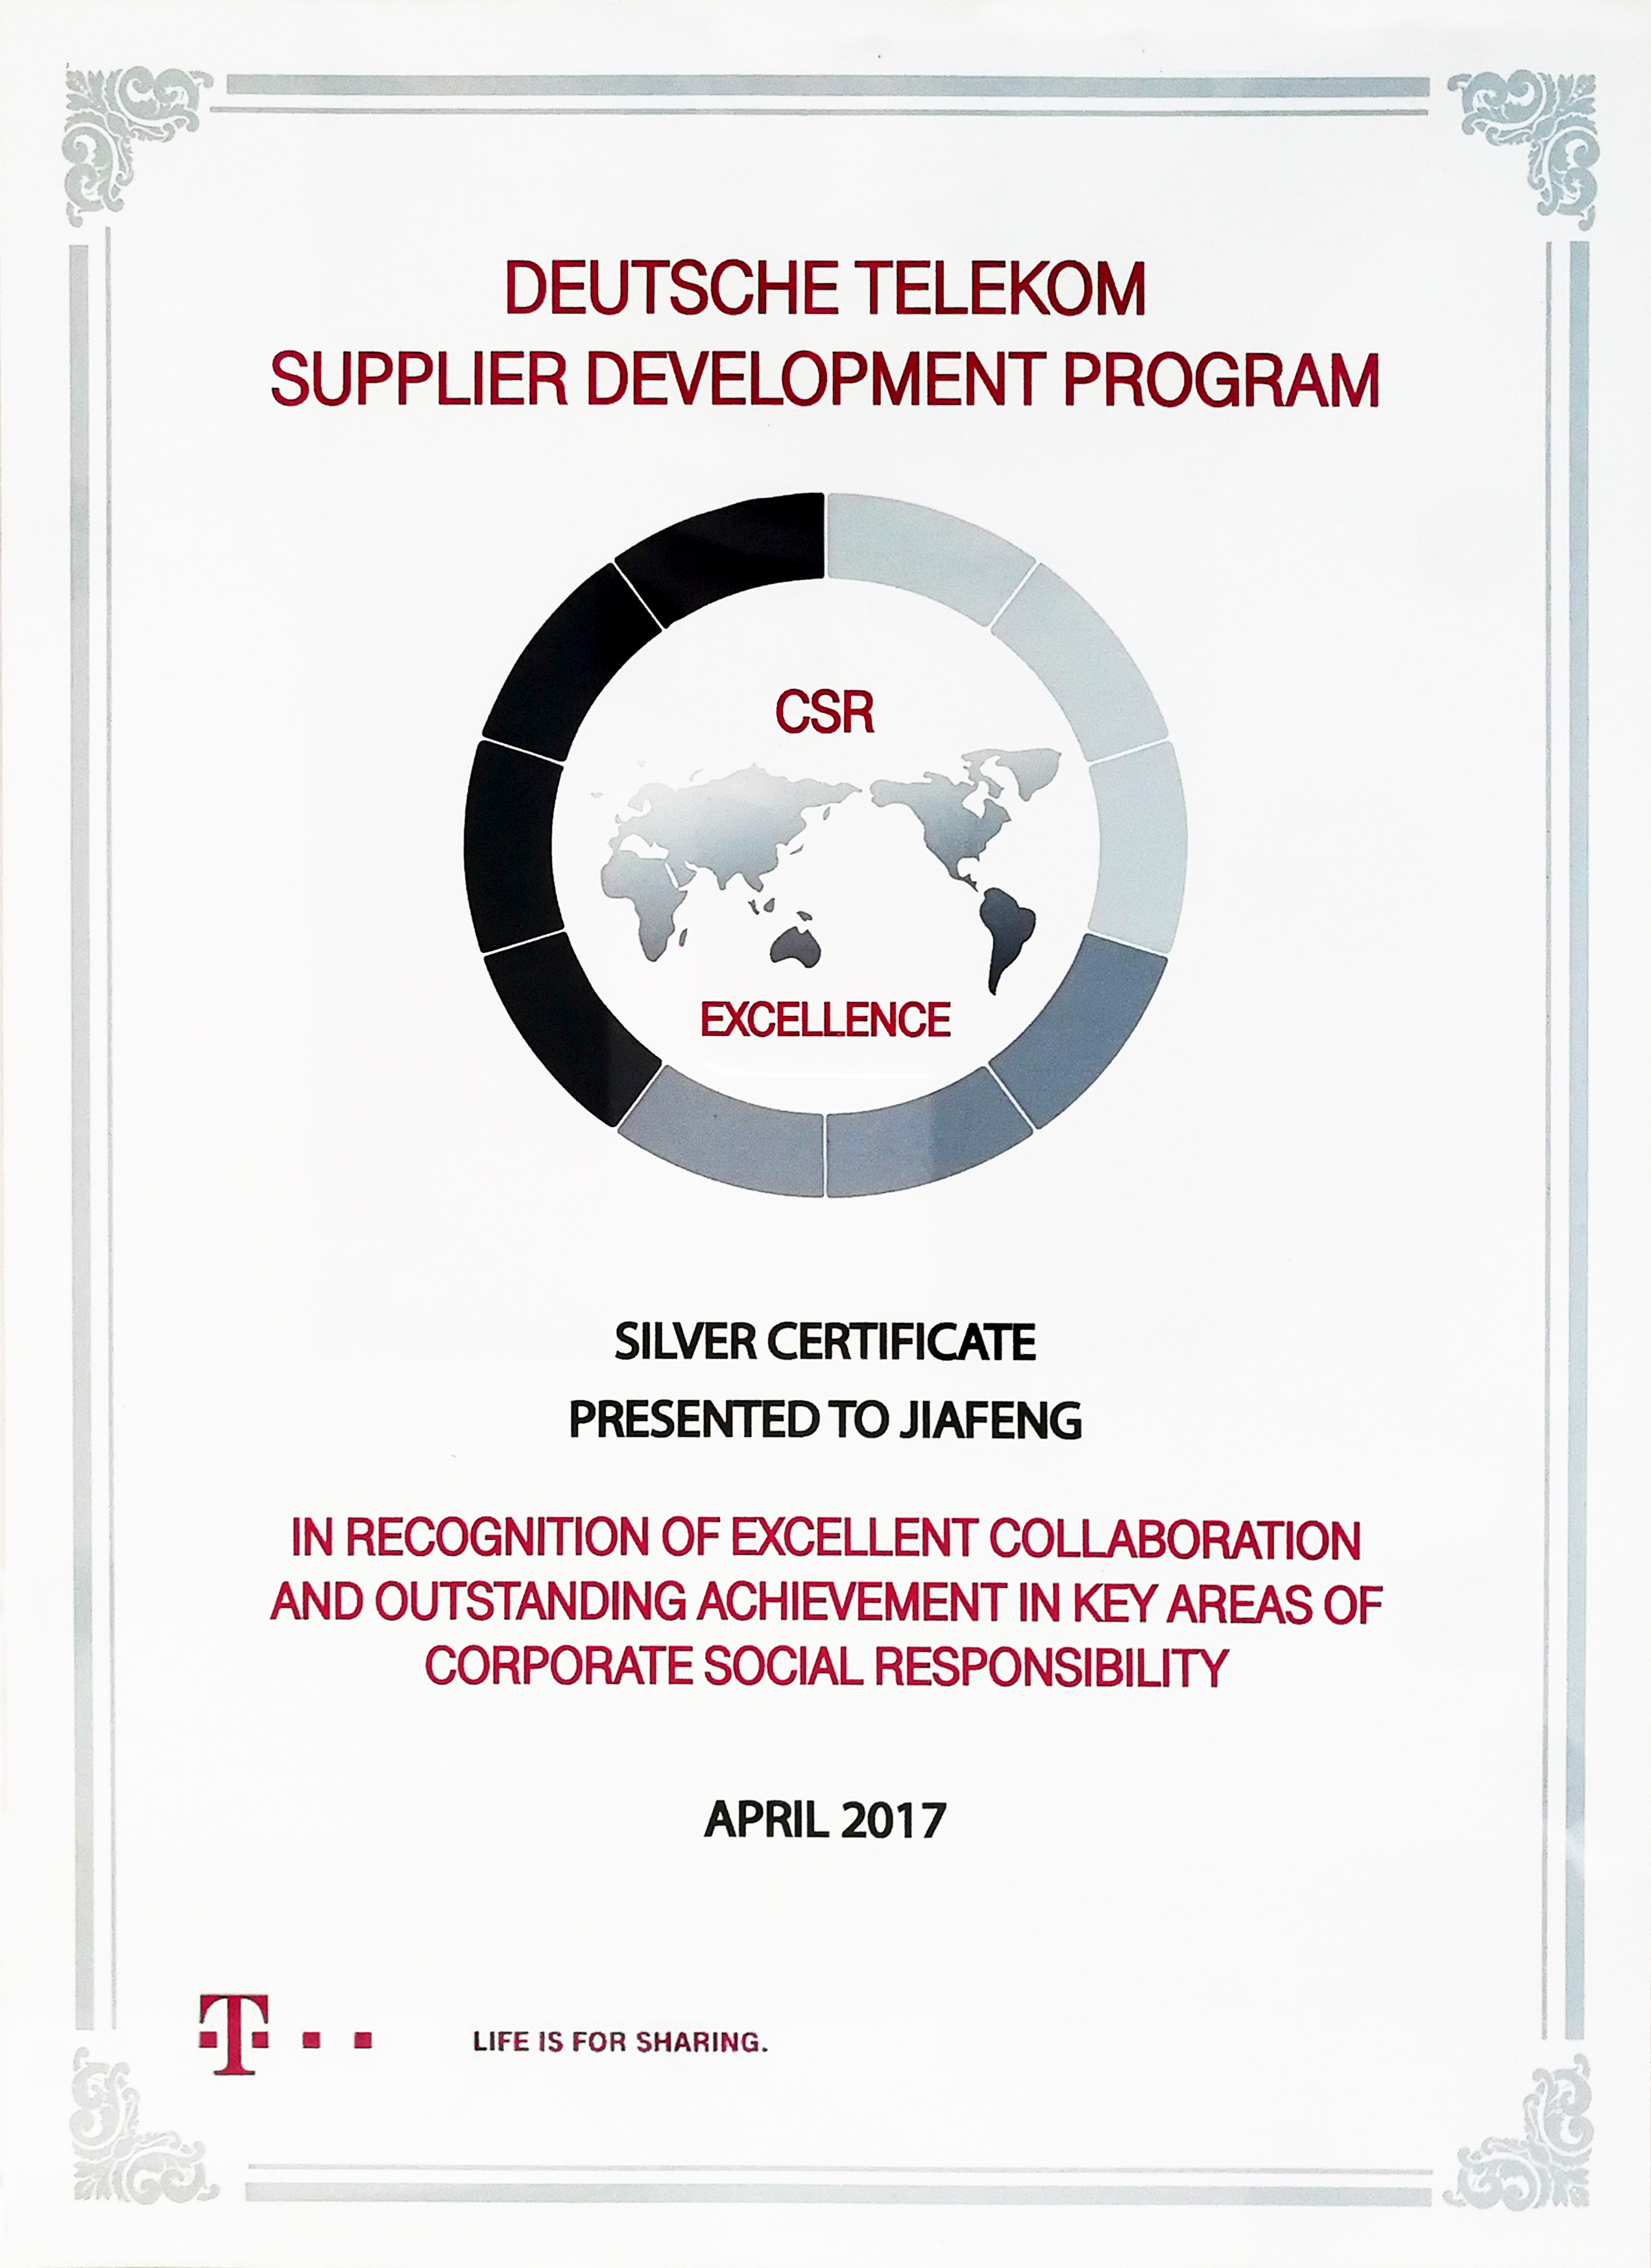 DEUTSCHE TELEKOM
SUPPLIER DEVELOPMENT PROGRAM
CSR
EXCELLENCE
SILVER CERTIFICATE
PRESENTED TO JIAFENG
IN RECOGNITION OF EXCELLENT COLLABORATION
AND OUTSTANDING ACHIEVEMENT IN KEY AREAS OF
CORPORATE SOCIAL RESPONSIBILITY
APRIL 2017
T
LIFE IS FOR SHARING.